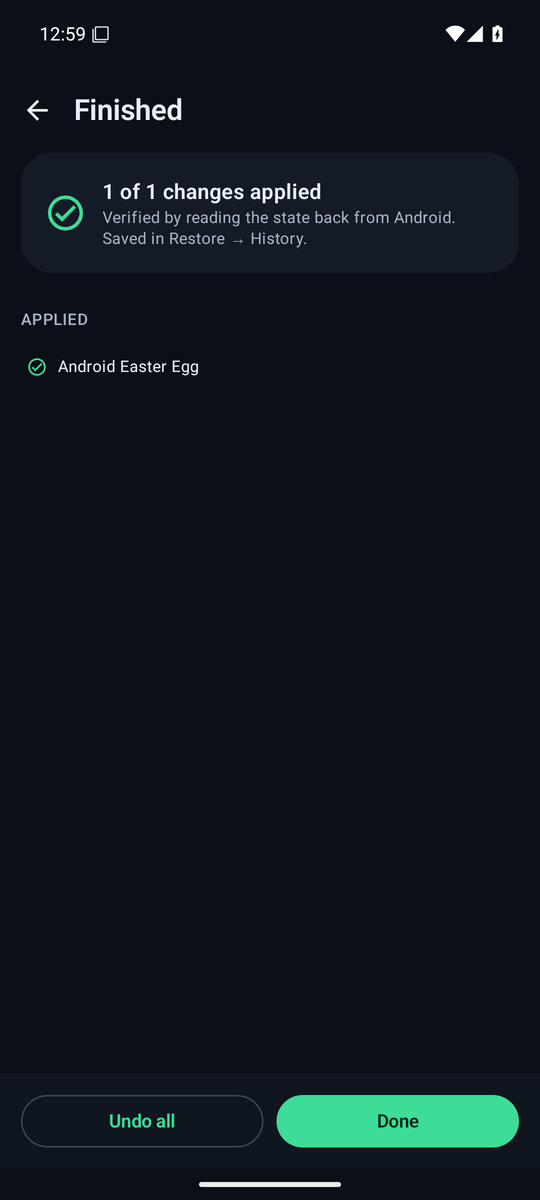 12:59
Finished
1 of 1 changes applied
Verified by reading the state back from Android.
Saved in Restore → History.
APPLIED
Android Easter Egg
Undo all
Done